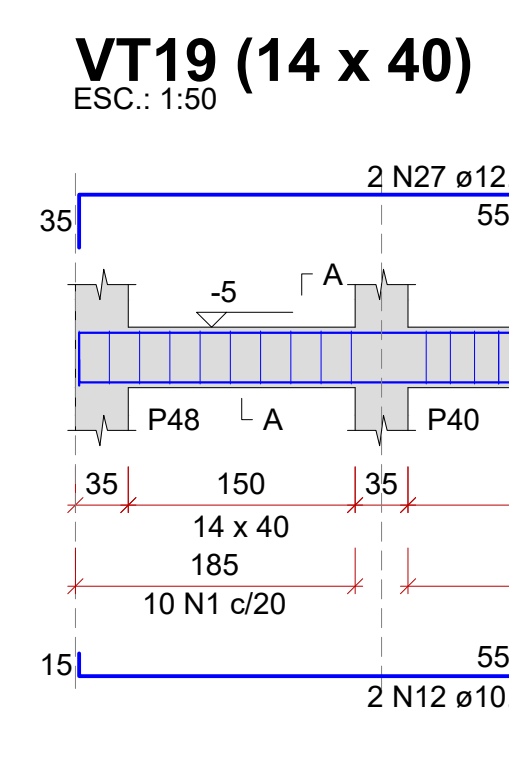 VT19 (14 x 40)
ESC.: 1:50
2 N27 ø12.
35
55
A
-5
P48
A
P40
35
150
35
14 x 40
185
10 N1 c/20
15
55
2 N12 ø10.